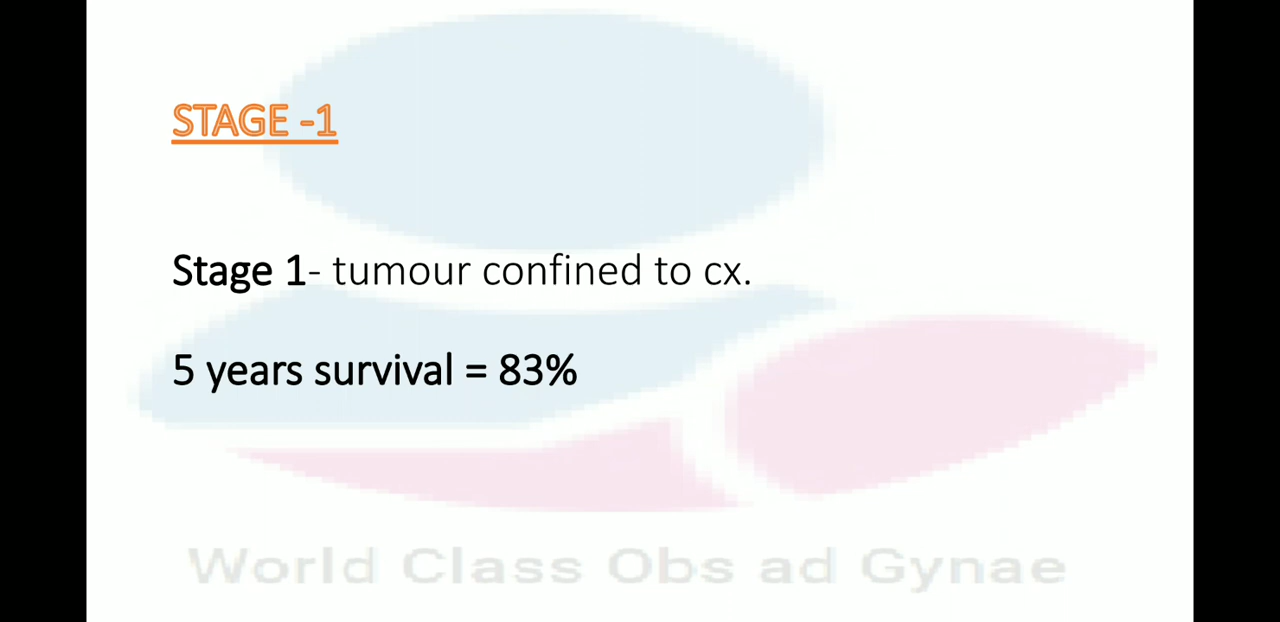 STAGE -1
Stage 1- tumour confined to cx.
5 years survival = 83%
World Class Obs ad Gynae